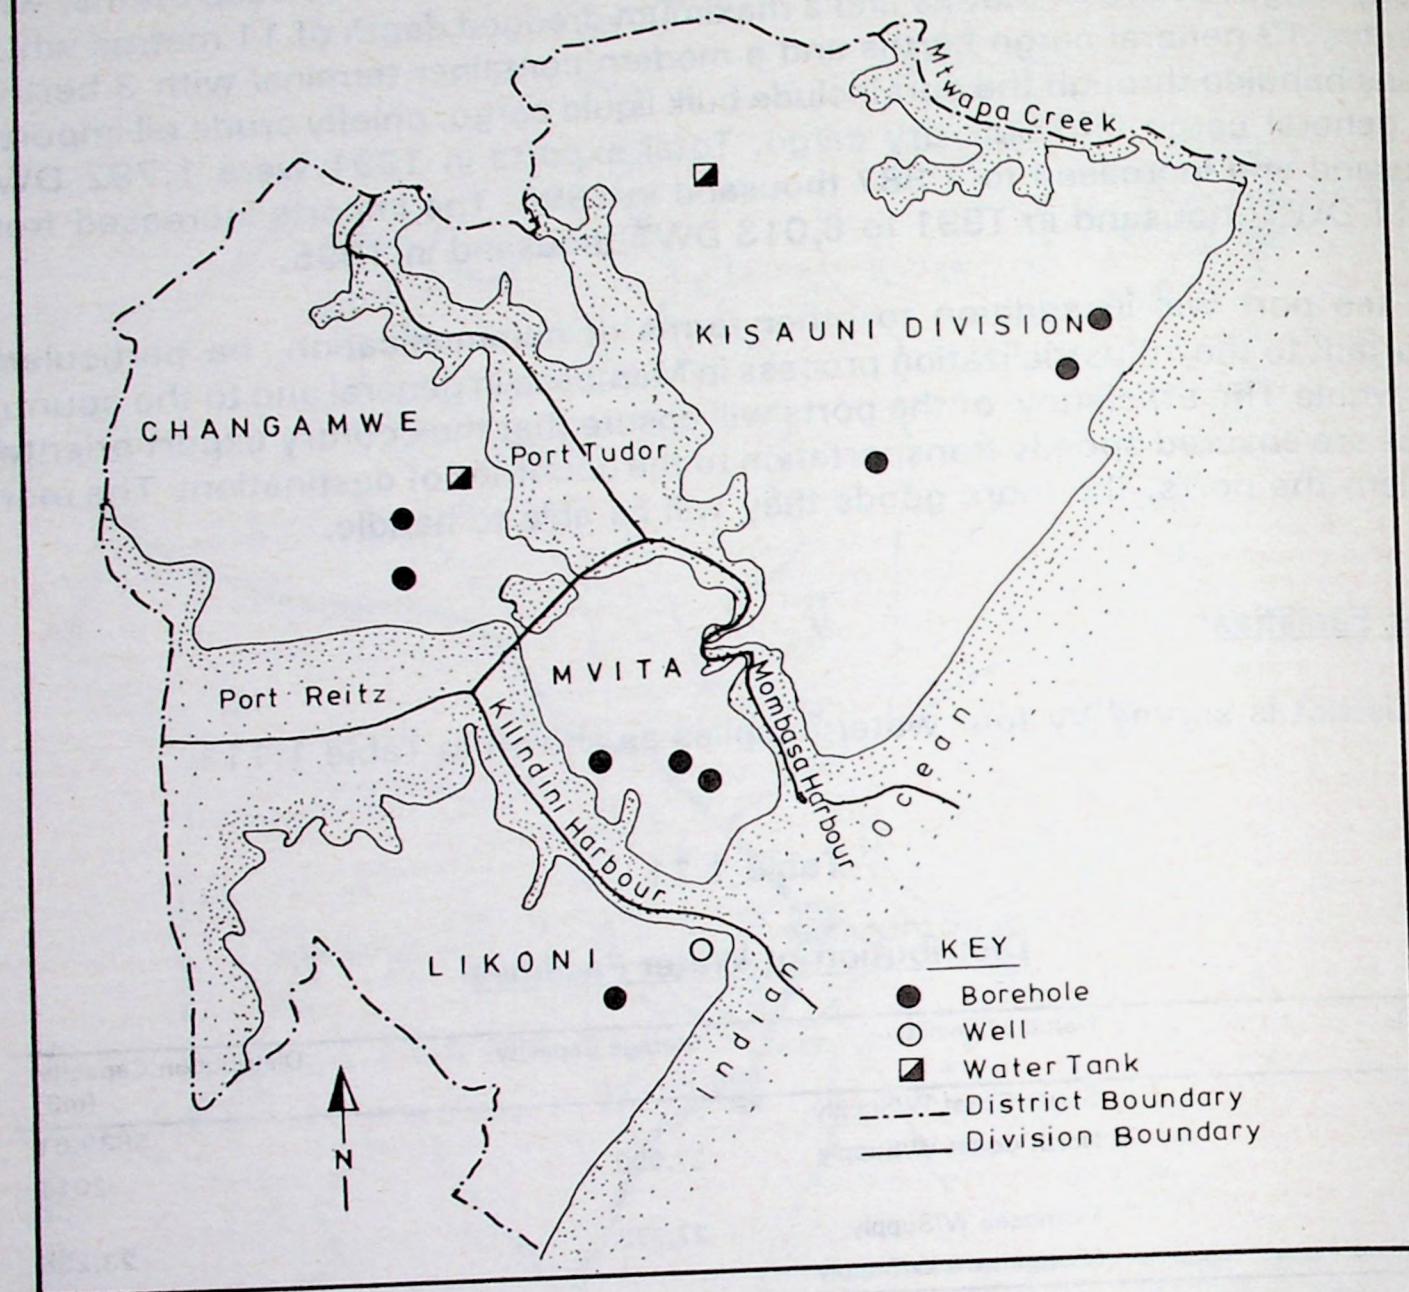 Mtwapa Creek
KISAUNI DIVISION
CHANGAMWE
Port Tudor
MVITA
Port Reitz
Kilindini Harbour
Mombasa Harbour
Indian Ocean
LIKONI
N
KEY
Borehole
Well
Water Tank
District Boundary
Division Boundary